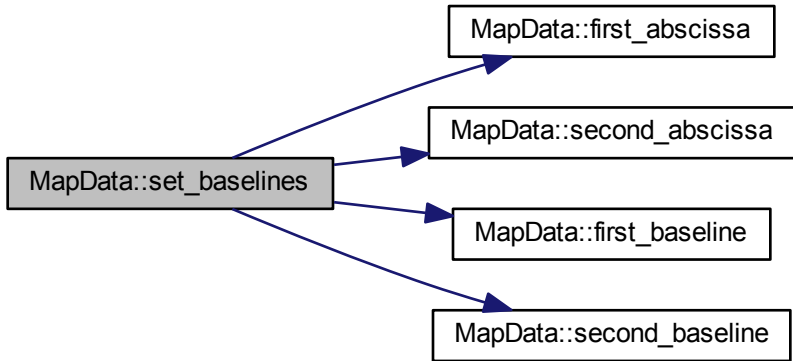 MapData::first_abscissa
MapData::second_abscissa
MapData::set_baselines
MapData::first_baseline
MapData::second_baseline